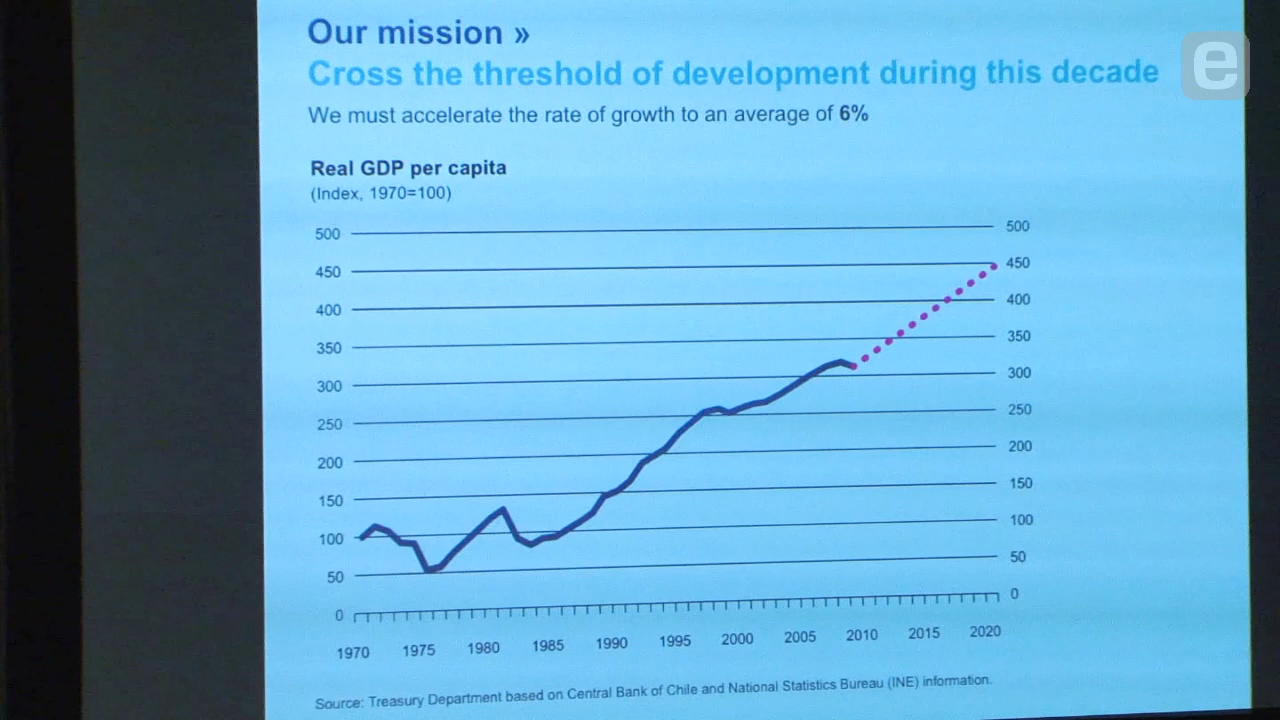 Our mission »
Cross the threshold of development during this decade
e
We must accelerate the rate of growth to an average of 6%
Real GDP per capita
(Index, 1970=100)
500 500
450 450
400 400
350 350
300 300
250 250
200 200
150 150
100 100
50 50
0 0
1970 1975 1980 1985 1990 1995 2000 2005 2010 2015 2020
Source: Treasury Department based on Central Bank of Chile and National Statistics Bureau (INE) information.